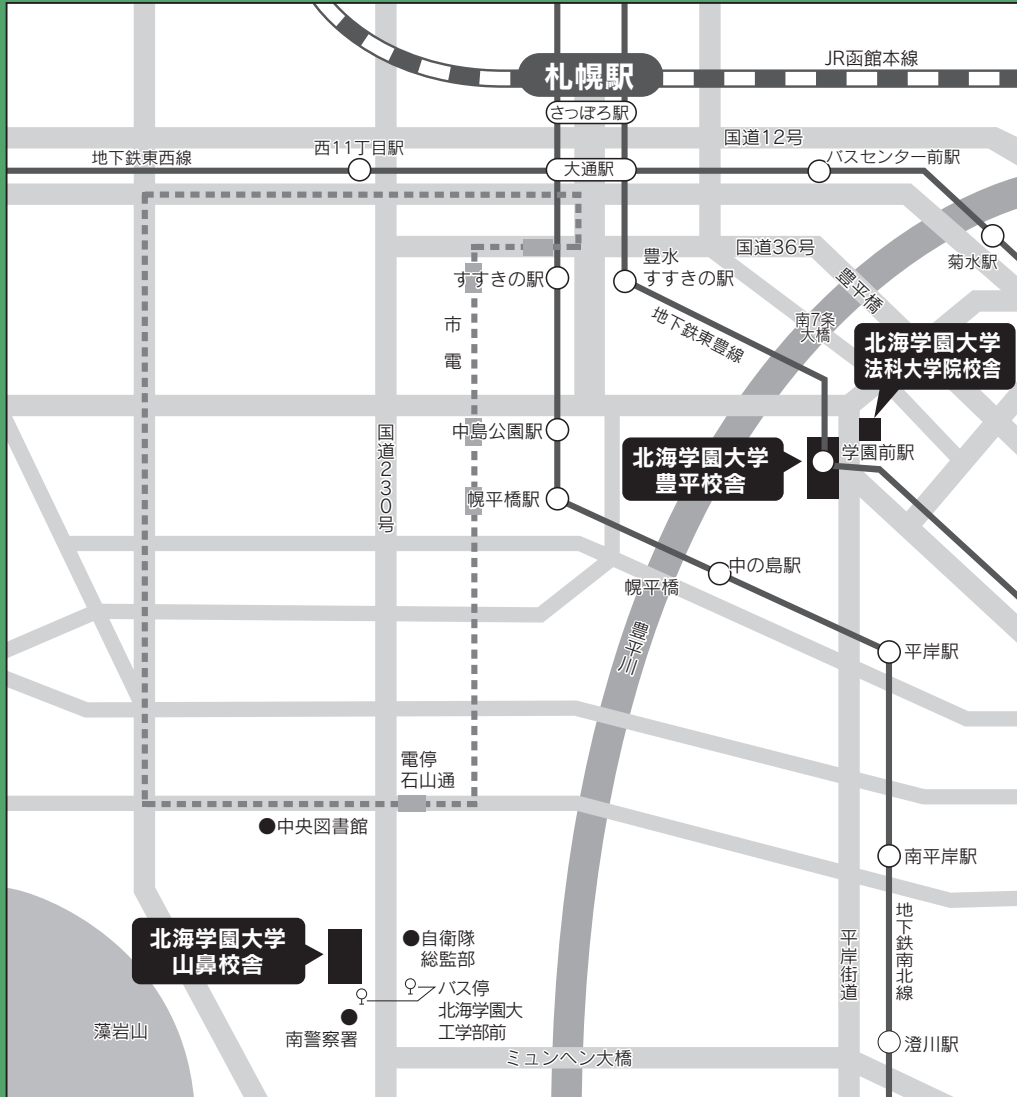 JR函館本線
札幌駅
さっぽろ駅
国道12号
地下鉄東西線
西11丁目駅
大通駅
バスセンター前駅
国道36号
菊水駅
豊水
すすきの駅
すすきの駅
豊平橋
南7条
大橋
地下鉄東豊線
市電
北海学園大学
法科大学院校舎
国道230号
中島公園駅
学園前駅
北海学園大学
豊平校舎
幌平橋駅
中の島駅
幌平橋
豊平川
平岸駅
電停
石山通
中央図書館
南平岸駅
地下鉄南北線
平岸街道
北海学園大学
山鼻校舎
自衛隊
総監部
バス停
北海学園大
工学部前
南警察署
藻岩山
ミュンヘン大橋
澄川駅